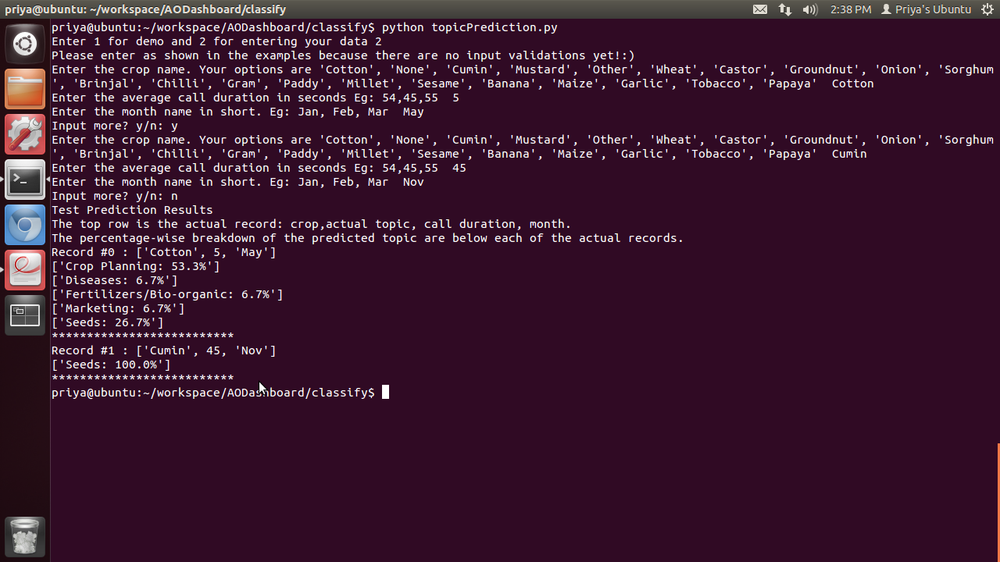 priya@ubuntu: ~/workspace/AODashboard/classify
2:38 PM
Priya's Ubuntu
priya@ubuntu:~/workspace/AODashboard/classify$ python topicPrediction.py
Enter 1 for demo and 2 for entering your data 2
Please enter as shown in the examples because there are no input validations yet!:)
Enter the crop name. Your options are 'Cotton', 'None', 'Cumin', 'Mustard', 'Other', 'Wheat', 'Castor', 'Groundnut', 'Onion', 'Sorghum
', 'Brinjal', 'Chilli', 'Gram', 'Paddy', 'Millet', 'Sesame', 'Banana', 'Maize', 'Garlic', 'Tobacco', 'Papaya'  Cotton
Enter the average call duration in seconds Eg: 54,45,55  5
Enter the month name in short. Eg: Jan, Feb, Mar  May
Input more? y/n: y
Enter the crop name. Your options are 'Cotton', 'None', 'Cumin', 'Mustard', 'Other', 'Wheat', 'Castor', 'Groundnut', 'Onion', 'Sorghum
', 'Brinjal', 'Chilli', 'Gram', 'Paddy', 'Millet', 'Sesame', 'Banana', 'Maize', 'Garlic', 'Tobacco', 'Papaya'  Cumin
Enter the average call duration in seconds Eg: 54,45,55  45
Enter the month name in short. Eg: Jan, Feb, Mar  Nov
Input more? y/n: n
Test Prediction Results
The top row is the actual record: crop,actual topic, call duration, month.
The percentage-wise breakdown of the predicted topic are below each of the actual records.
Record #0 : ['Cotton', 5, 'May']
['Crop Planning: 53.3%']
['Diseases: 6.7%']
['Fertilizers/Bio-organic: 6.7%']
['Marketing: 6.7%']
['Seeds: 26.7%']
**************************
Record #1 : ['Cumin', 45, 'Nov']
['Seeds: 100.0%']
**************************
priya@ubuntu:~/workspace/AODashboard/classify$